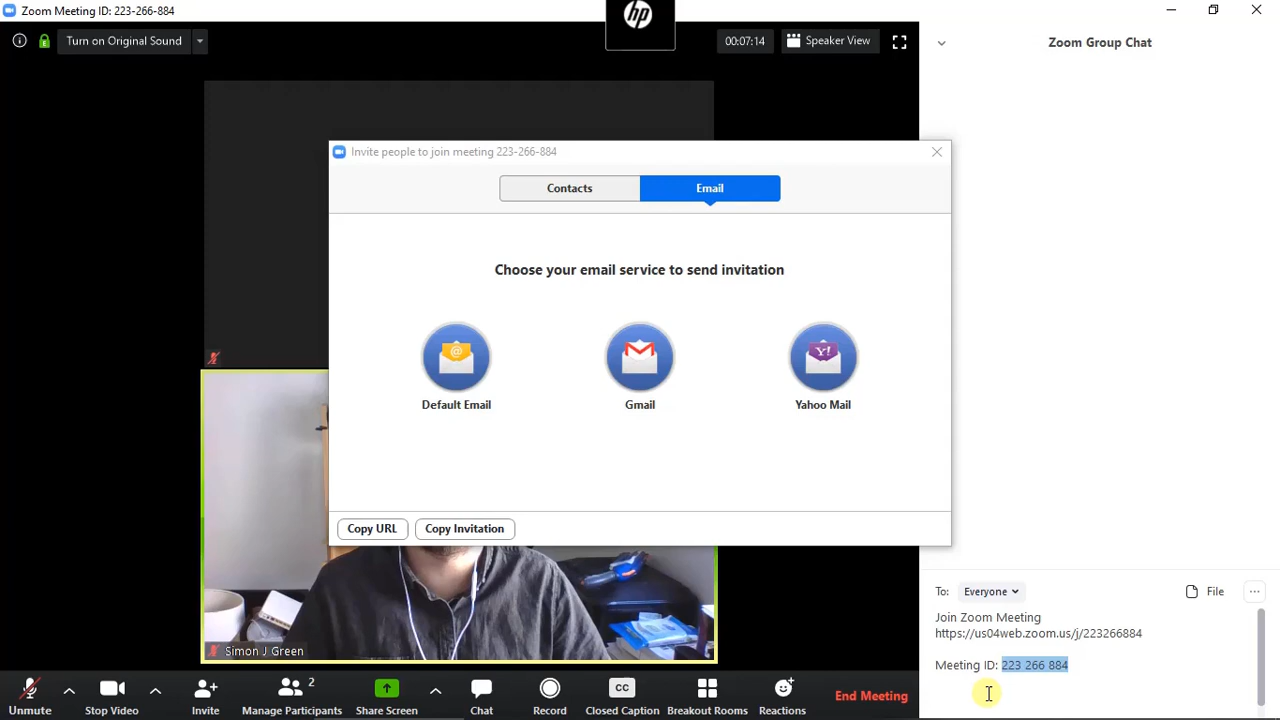 Zoom Meeting ID: 223-266-884
hp
Turn on Original Sound
00:07:14
Speaker View
Zoom Group Chat
Invite people to join meeting 223-266-884
Contacts
Email
Choose your email service to send invitation
@
Y!
Default Email
Gmail
Yahoo Mail
Copy URL
Copy Invitation
To: Everyone
File
Join Zoom Meeting
https://us04web.zoom.us/j/223266884
Meeting ID: 223 266 884
Simon J Green
Unmute
Stop Video
Invite
2
Manage Participants
Share Screen
Chat
Record
CC
Closed Caption
Breakout Rooms
Reactions
End Meeting